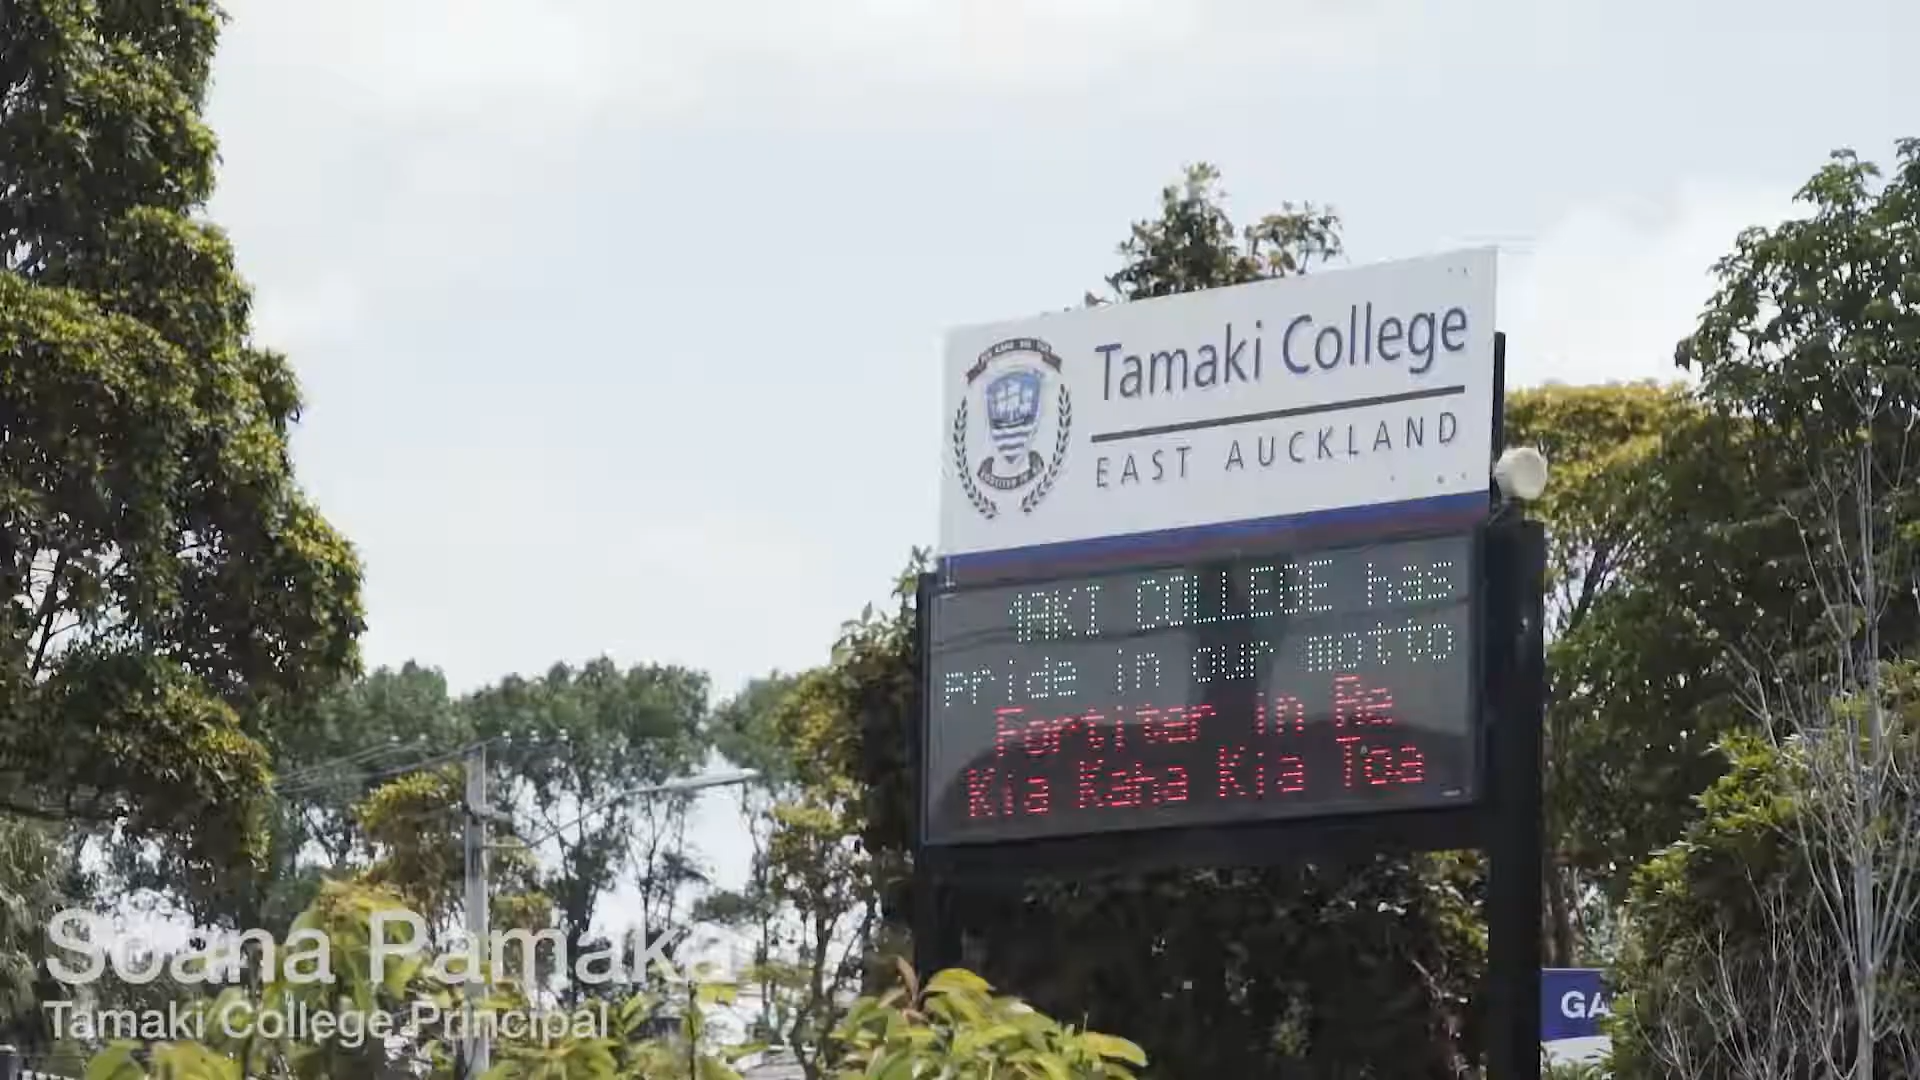 Tamaki College
EAST AUCKLAND
MAKI COLLEGE has
pride in our motto
Fortiter in Re
Kia Kaha Kia Toa
GA
Soana Pamaka
Tamaki College Principal